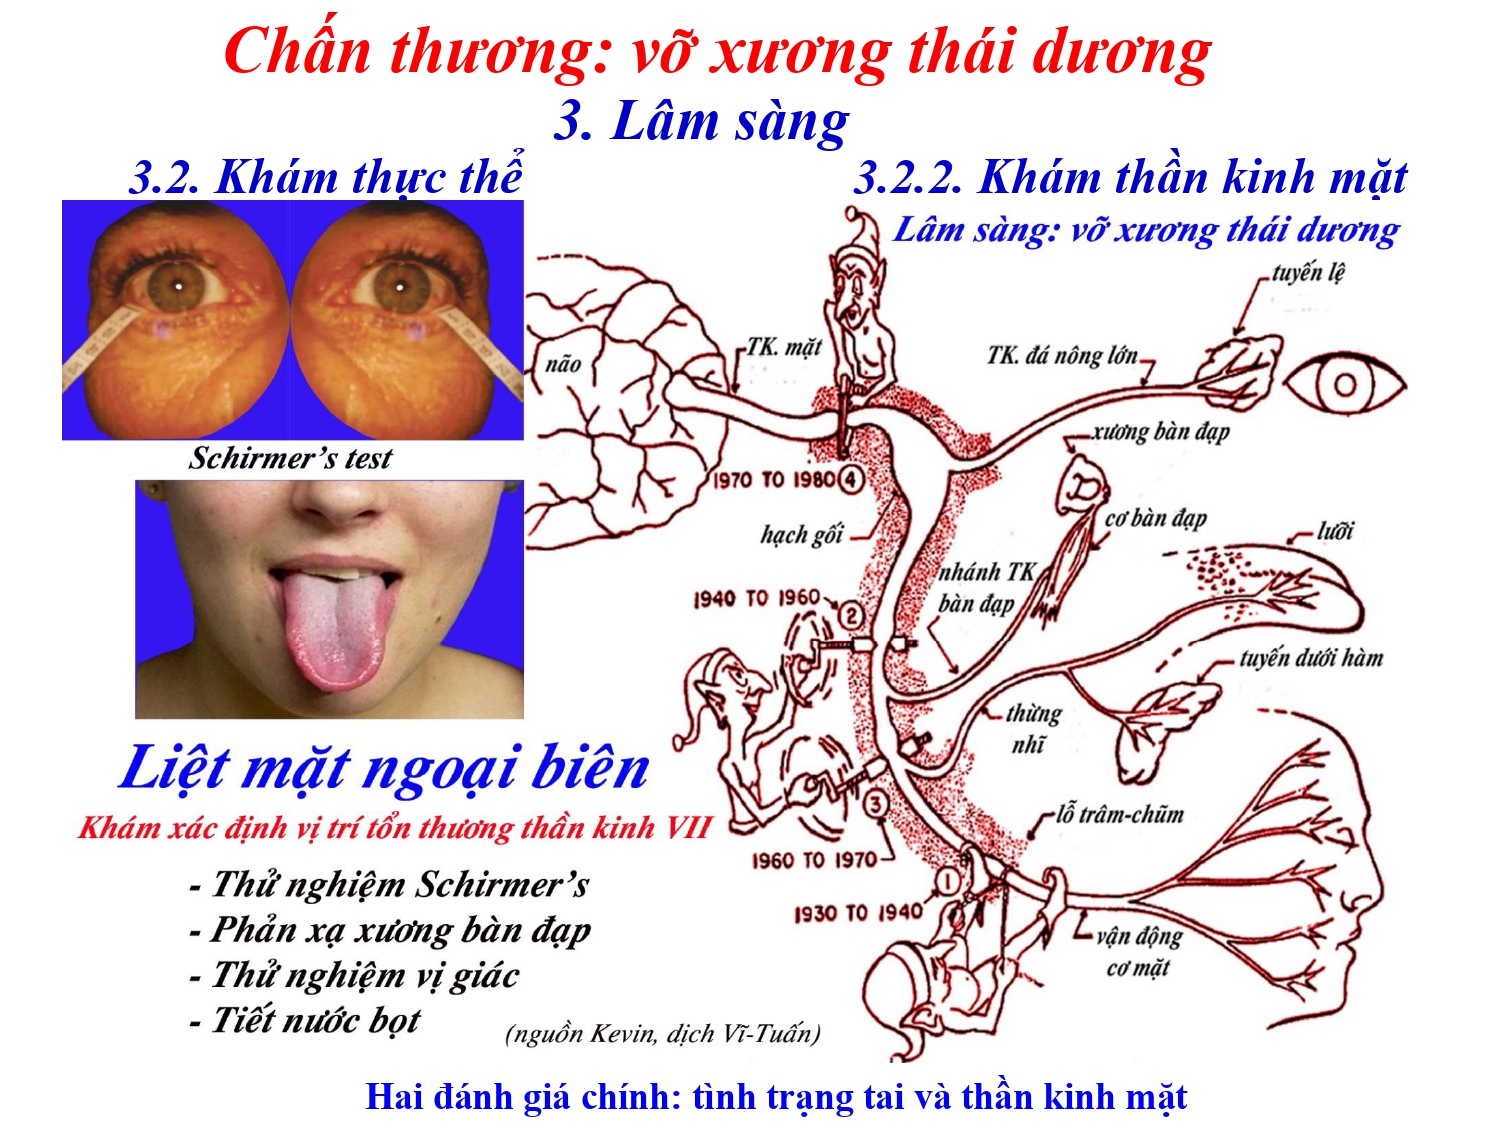 Chấn thương: vỡ xương thái dương
3. Lâm sàng
3.2. Khám thực thể
3.2.2. Khám thần kinh mặt
Lâm sàng: vỡ xương thái dương
tuyến lệ
TK. mặt
TK. đá nông lớn
não
xương bàn đạp
Schirmer's test
1970 TO 1980 4
cơ bàn đạp
hạch gối
lưỡi
nhánh TK
bàn đạp
1940 TO 1960
2
tuyến dưới hàm
thừng
nhĩ
Liệt mặt ngoại biên
3
lỗ trâm-chũm
Khám xác định vị trí tổn thương thần kinh VII
1960 TO 1970
- Thử nghiệm Schirmer's
1
1930 TO 1940
- Phản xạ xương bàn đạp
vận động
cơ mặt
- Thử nghiệm vị giác
- Tiết nước bọt
(nguồn Kevin, dịch Vĩ-Tuấn)
Hai đánh giá chính: tình trạng tai và thần kinh mặt